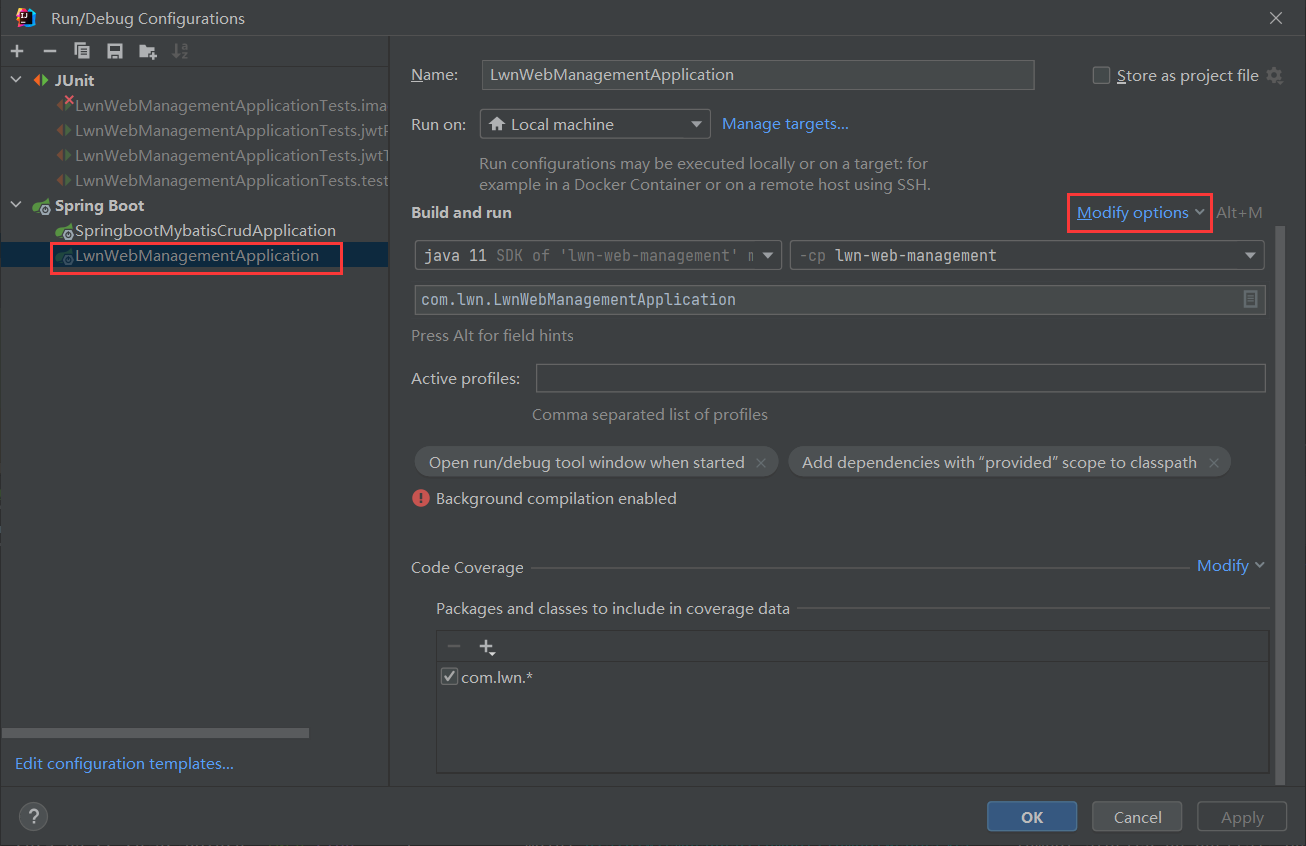 Run/Debug Configurations
JUnit
LwnWebManagementApplicationTests.ima
LwnWebManagementApplicationTests.jwt
LwnWebManagementApplicationTests.jwt
LwnWebManagementApplicationTests.test
Spring Boot
SpringbootMybatisCrudApplication
LwnWebManagementApplication
Edit configuration templates...
Name: LwnWebManagementApplication
Store as project file
Run on: Local machine Manage targets...
Run configurations may be executed locally or on a target: for
example in a Docker Container or on a remote host using SSH.
Build and run Modify options Alt+M
java 11 SDK of 'lwn-web-management' -cp lwn-web-management
com.lwn.LwnWebManagementApplication
Press Alt for field hints
Active profiles:
Comma separated list of profiles
Open run/debug tool window when started Add dependencies with “provided” scope to classpath
Background compilation enabled
Code Coverage Modify
Packages and classes to include in coverage data
com.lwn.*
? OK Cancel Apply